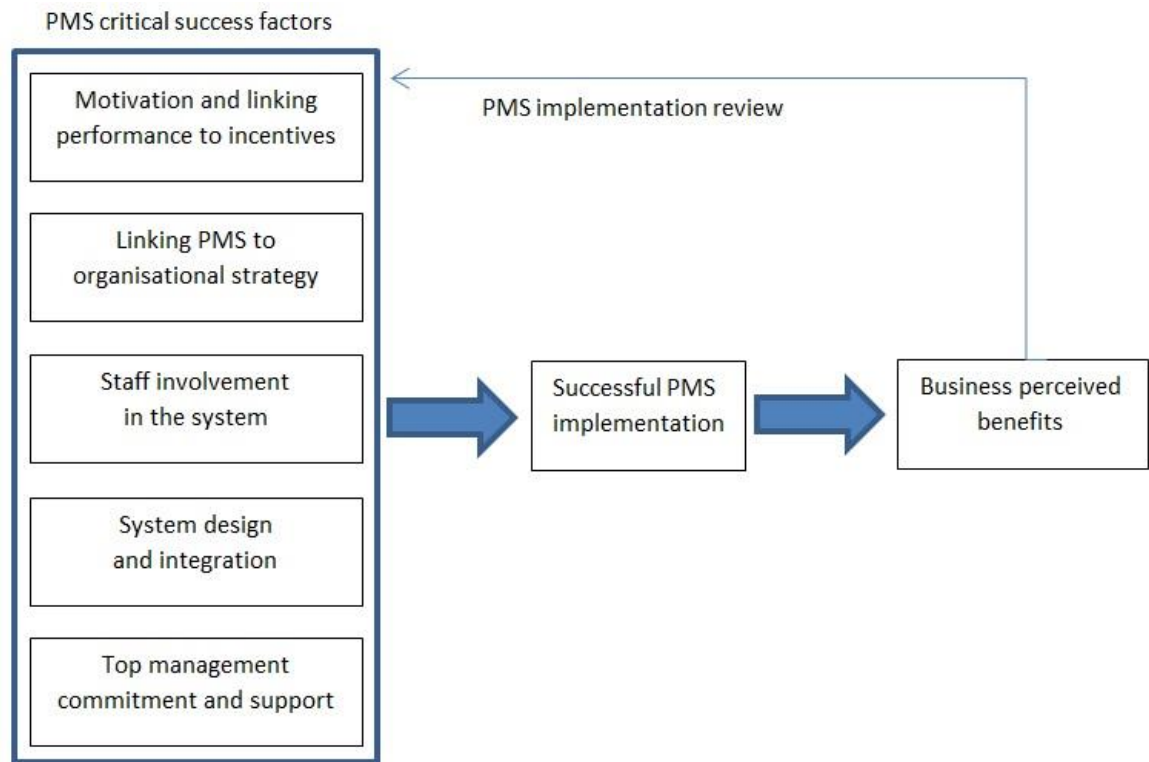 PMS critical success factors
Motivation and linking
performance to incentives
Linking PMS to
organisational strategy
Staff involvement
in the system
System design
and integration
Top management
commitment and support
PMS implementation review
Successful PMS
implementation
Business perceived
benefits